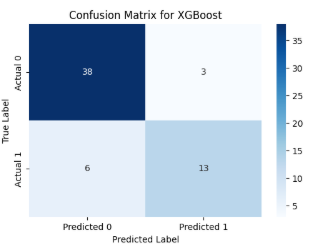 Confusion Matrix for XGBoost
True Label
Actual 0
38
3
Actual 1
6
13
Predicted 0
Predicted 1
Predicted Label
35
30
25
20
15
10
5